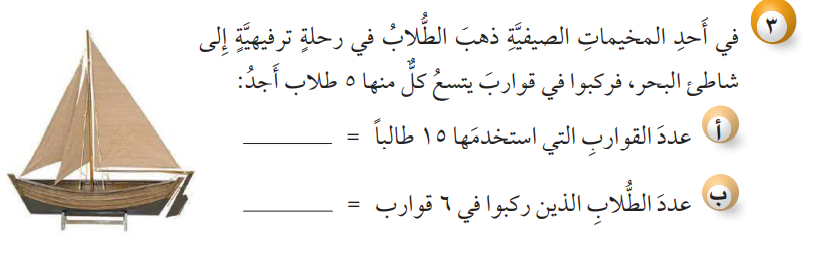 ٣ في أَحدِ المخيماتِ الصيفيَّةِ ذهبَ الطُّلابُ في رحلةٍ ترفيهيَّةٍ إِلى
شاطئ البحر، فركبوا في قواربَ يتسعُ كلٌّ منها ٥ طلاب أَجدُ:
أ عددَ القواربِ التي استخدمَها ١٥ طالباً = ________
ب عددَ الطُّلابِ الذين ركبوا في ٦ قوارب = ________